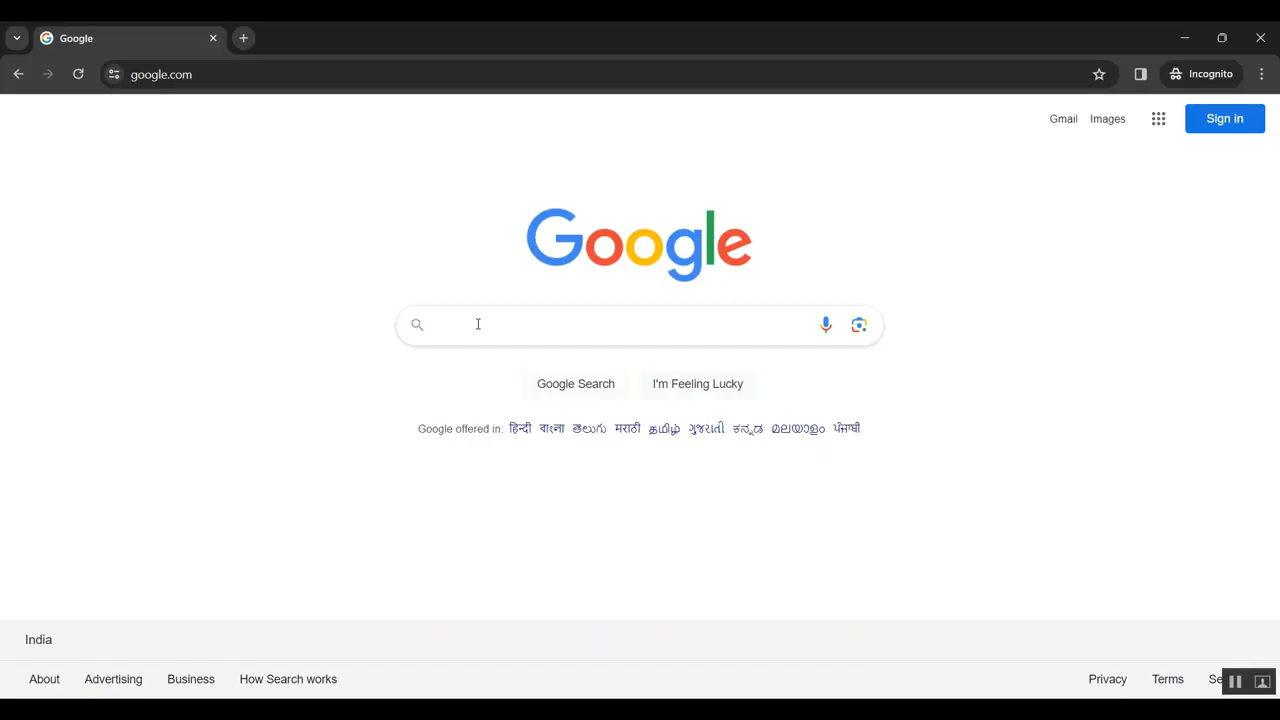 Google
google.com
Incognito
Gmail Images Sign in
Google
Google Search I'm Feeling Lucky
Google offered in: हिन्दी বাংলা తెలుగు मराठी தமிழ் ગુજરાતી ಕನ್ನಡ മലയാളം ਪੰਜਾਬੀ
India
About Advertising Business How Search works Privacy Terms